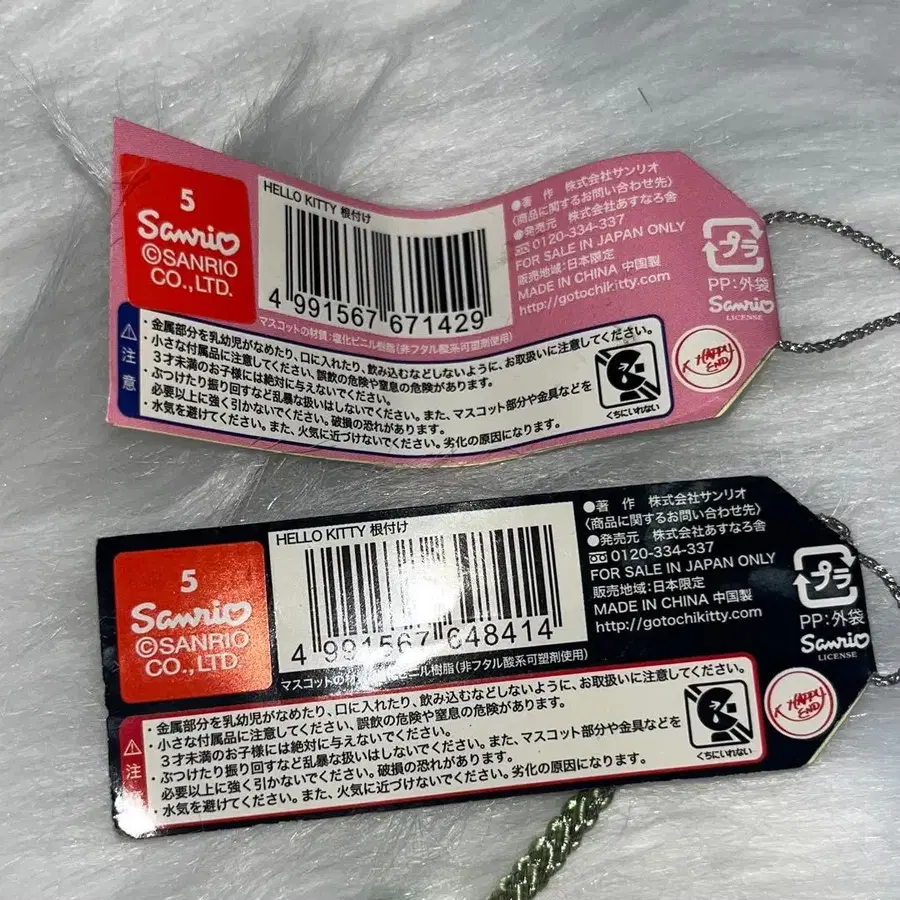 5
Sanrio
©SANRIO
CO.,LTD.
HELLO KITTY 根付け
4 991567 671429
マスコットの材質:塩化ビニル樹脂(非フタル酸系可塑剤使用)
●著 作 株式会社サンリオ
〈商品に関するお問い合わせ先〉
●発売元 株式会社あすなろ舎
0120-334-337
FOR SALE IN JAPAN ONLY
販売地域:日本限定
MADE IN CHINA 中国製
http://gotochikitty.com
プラ
PP:外袋
Sanrio
LICENSE
HAPPY
END
注意
・金属部分を乳幼児がなめたり、口に入れたり、飲み込むなどしないように、お取扱いに注意してください。
・小さな付属品に注意してください。誤飲の危険や窒息の危険があります。
3才未満のお子様には絶対に与えないでください。
・ぶつけたり振り回すなど乱暴な扱いはしないでください。また、マスコット部分や金具などを
必要以上に強く引かないでください。破損の恐れがあります。
・水気を避けてください。また、火気に近づけないでください。劣化の原因になります。
くちにいれない
5
Sanrio
©SANRIO
CO.,LTD.
HELLO KITTY 根付け
4 991567 648414
マスコットの材 ビニル樹脂(非フタル酸系可塑剤使用)
●著 作 株式会社サンリオ
〈商品に関するお問い合わせ先〉
●発売元 株式会社あすなろ舎
0120-334-337
FOR SALE IN JAPAN ONLY
販売地域:日本限定
MADE IN CHINA 中国製
http://gotochikitty.com
プラ
PP:外袋
Sanrio
LICENSE
HAPPY
END
注
・金属部分を乳幼児がなめたり、口に入れたり、飲み込むなどしないように、お取扱いに注意してください。
・小さな付属品に注意してください。誤飲の危険や窒息の危険があります。
3才未満のお子様には絶対に与えないでください。
・ぶつけたり振り回すなど乱暴な扱いはしないでください。また、マスコット部分や金具などを
必要以上に強く引かないでください。破損の恐れがあります。
・水気を避けてください。また、火気に近づけないでください。劣化の原因になります。
くちにいれない